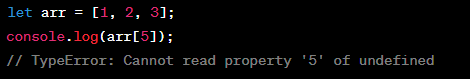 let arr = [1, 2, 3];
console.log(arr[5]);
// TypeError: Cannot read property '5' of undefined